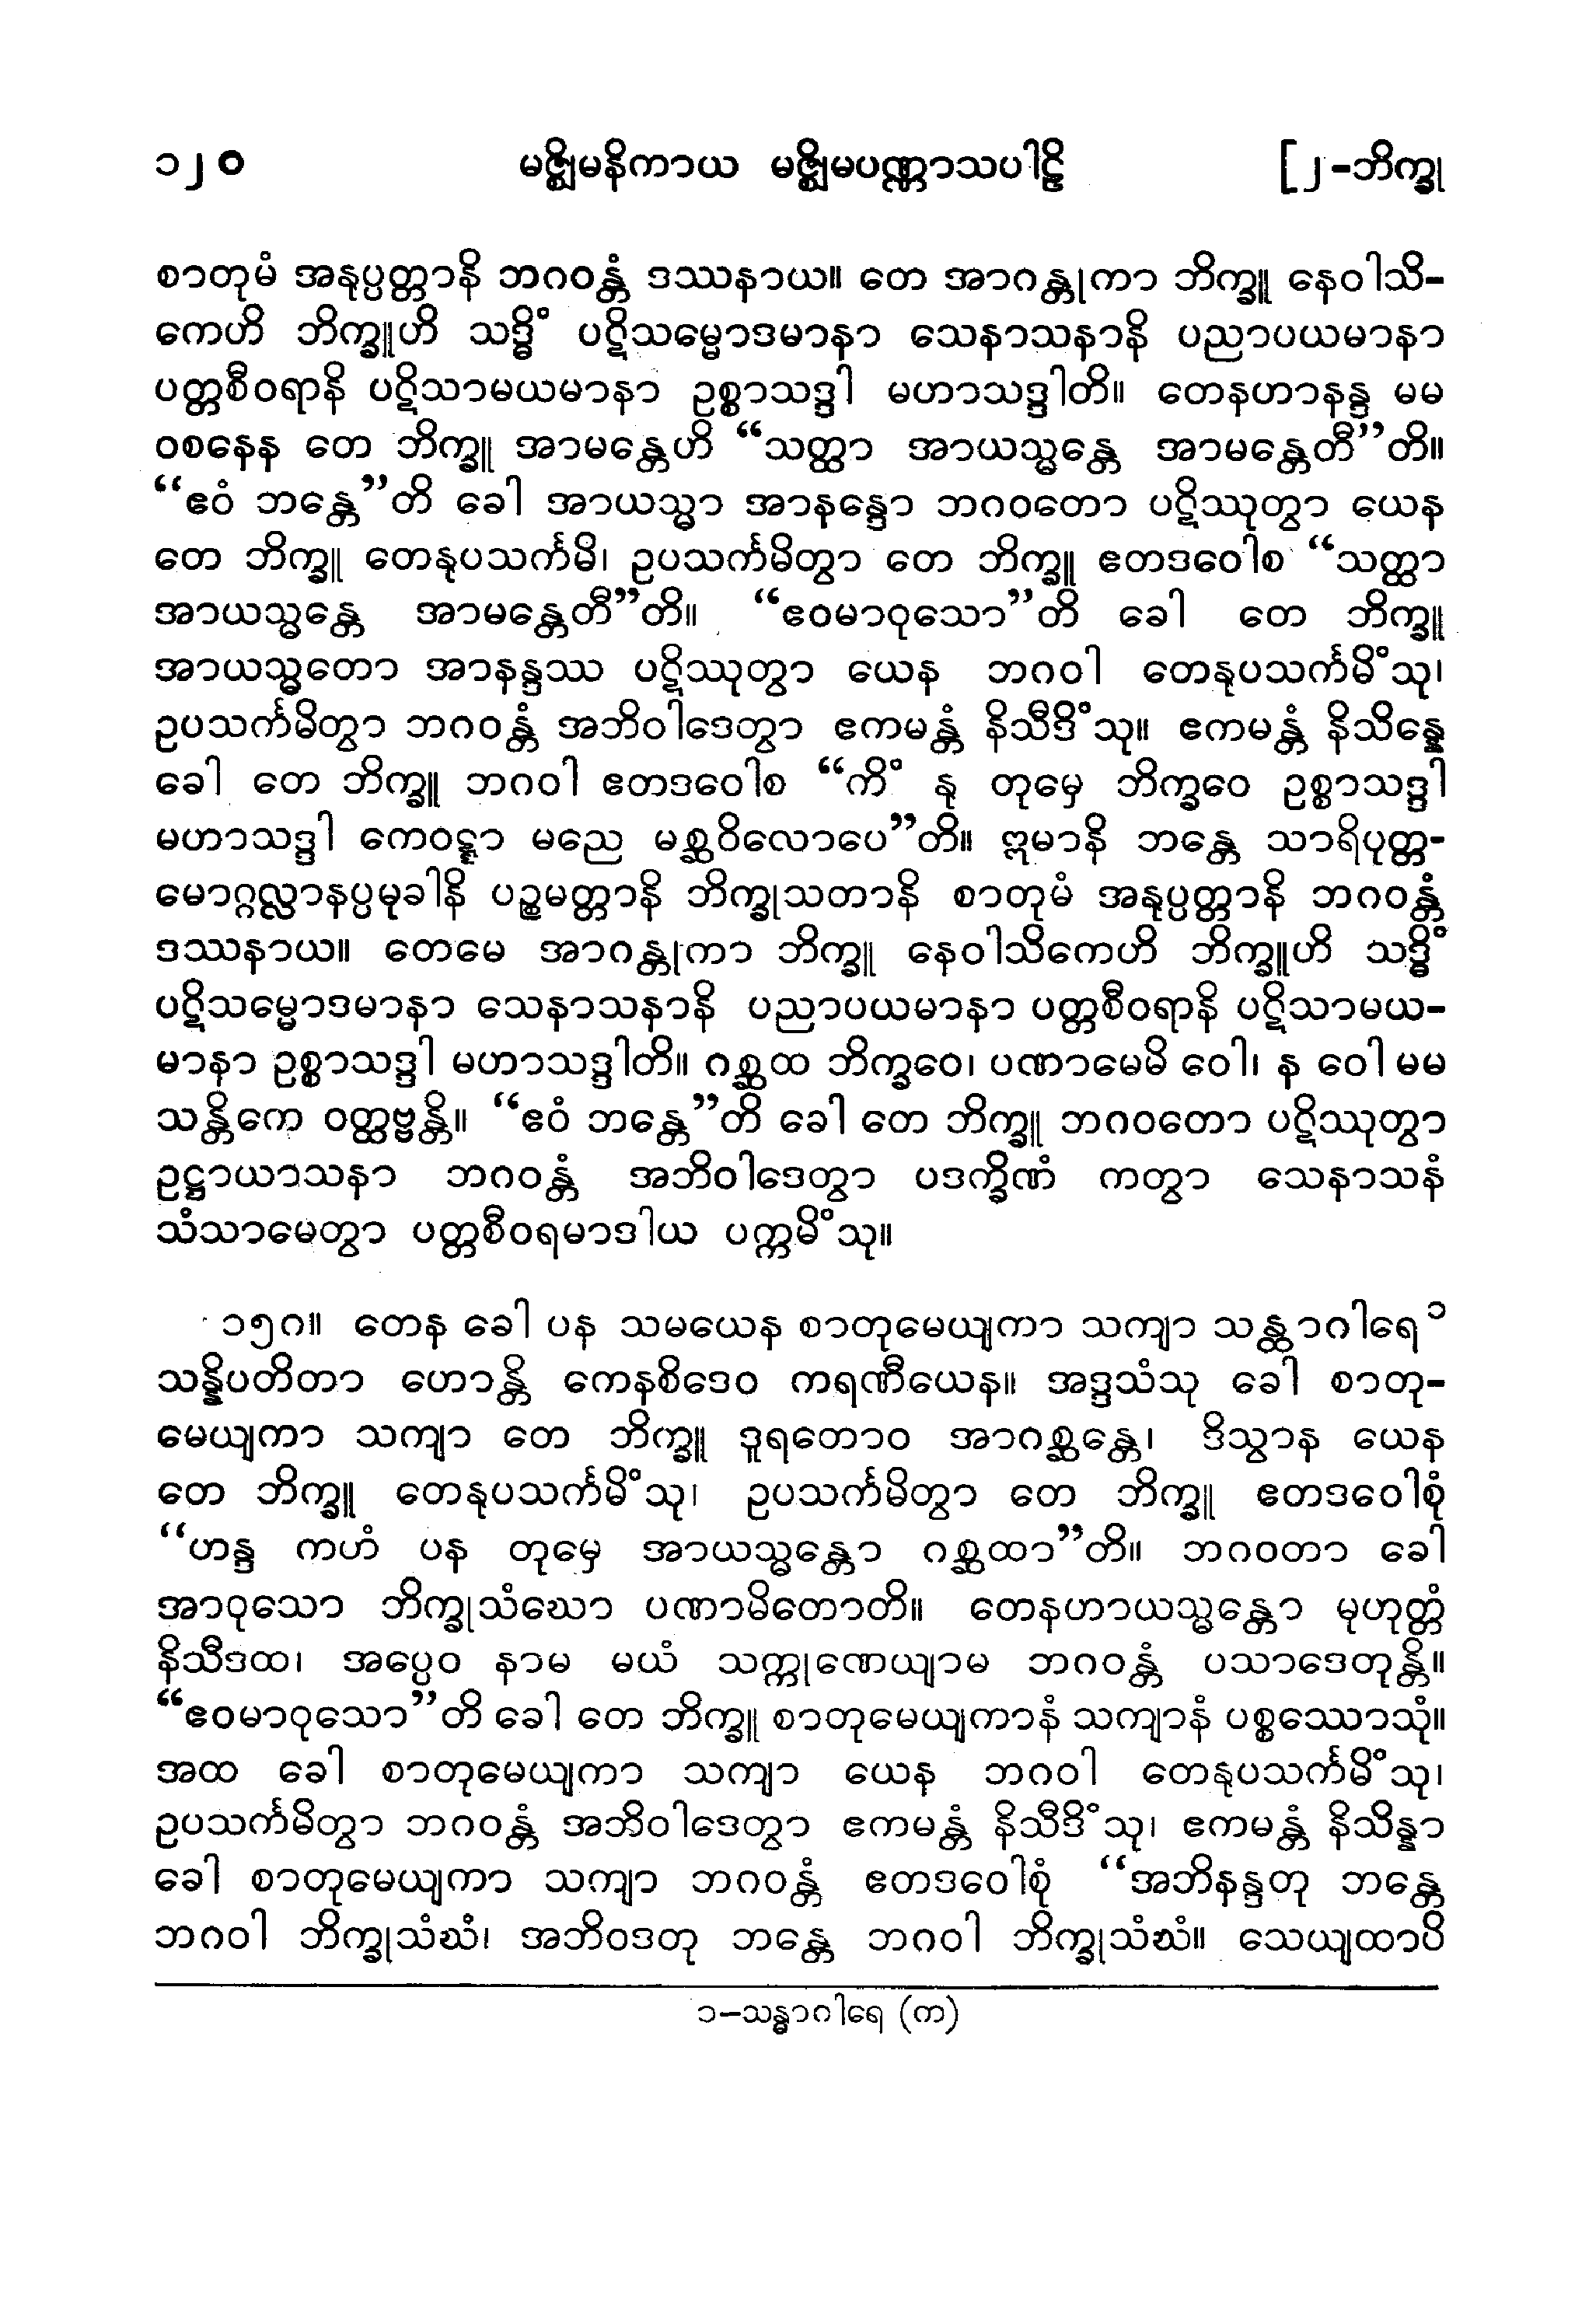 ၁၂၀ မဇ္ဈိမနိကာယ မဇ္ဈိမပဏ္ဏာသပါဠိ [၂-ဘိက္ခု
စာတုမံ အနုပ္ပတ္တာနိ ဘဂဝန္တံ ဒဿနာယ။ တေ အာဂန္တုကာ ဘိက္ခူ နေဝါသိ-
ကေဟိ ဘိက္ခူဟိ သဒ္ဓိံ ပဋိသမ္မောဒမာနာ သေနာသနာနိ ပညာပယမာနာ
ပတ္တစီဝရာနိ ပဋိသာမယမာနာ ဥစ္စာသဒ္ဒါ မဟာသဒ္ဒါတိ။ တေနဟာနန္ဒ မမ
ဝစနေန တေ ဘိက္ခူ အာမန္တေဟိ “သတ္ထာ အာယသ္မန္တေ အာမန္တေတီ”တိ။
“ဧဝံ ဘန္တေ”တိ ခေါ အာယသ္မာ အာနန္ဒော ဘဂဝတော ပဋိဿုတွာ ယေန
တေ ဘိက္ခူ တေနုပသင်္ကမိ၊ ဥပသင်္ကမိတွာ တေ ဘိက္ခူ ဧတဒဝေါစ “သတ္ထာ
အာယသ္မန္တေ အာမန္တေတီ”တိ။ “ဧဝမာဝုသော”တိ ခေါ တေ ဘိက္ခူ
အာယသ္မတော အာနန္ဒဿ ပဋိဿုတွာ ယေန ဘဂဝါ တေနုပသင်္ကမိံသု၊
ဥပသင်္ကမိတွာ ဘဂဝန္တံ အဘိဝါဒေတွာ ဧကမန္တံ နိသီဒိံသု။ ဧကမန္တံ နိသိန္နေ
ခေါ တေ ဘိက္ခူ ဘဂဝါ ဧတဒဝေါစ “ကိံ နု တုမှေ ဘိက္ခဝေ ဥစ္စာသဒ္ဒါ
မဟာသဒ္ဒါ ကေဝဋ္ဋာ မညေ မစ္ဆဝိလောပေ”တိ။ ဣမာနိ ဘန္တေ သာရိပုတ္တ-
မောဂ္ဂလ္လာနပ္ပမုခါနိ ပဉ္စမတ္တာနိ ဘိက္ခုသတာနိ စာတုမံ အနုပ္ပတ္တာနိ ဘဂဝန္တံ
ဒဿနာယ။ တေမေ အာဂန္တုကာ ဘိက္ခူ နေဝါသိကေဟိ ဘိက္ခူဟိ သဒ္ဓိံ
ပဋိသမ္မောဒမာနာ သေနာသနာနိ ပညာပယမာနာ ပတ္တစီဝရာနိ ပဋိသာမယ-
မာနာ ဥစ္စာသဒ္ဒါ မဟာသဒ္ဒါတိ။ ဂစ္ဆထ ဘိက္ခဝေ၊ ပဏာမေမိ ဝေါ၊ န ဝေါ မမ
သန္တိကေ ဝတ္ထဗ္ဗန္တိ။ “ဧဝံ ဘန္တေ”တိ ခေါ တေ ဘိက္ခူ ဘဂဝတော ပဋိဿုတွာ
ဥဋ္ဌာယာသနာ ဘဂဝန္တံ အဘိဝါဒေတွာ ပဒက္ခိဏံ ကတွာ သေနာသနံ
သံသာမေတွာ ပတ္တစီဝရမာဒါယ ပက္ကမိံသု။
၁၅၈။ တေန ခေါ ပန သမယေန စာတုမေယျကာ သကျာ သန္ထာဂါရေ၁
သန္နိပတိတာ ဟောန္တိ ကေနစိဒေဝ ကရဏီယေန။ အဒ္ဒသံသု ခေါ စာတု-
မေယျကာ သကျာ တေ ဘိက္ခူ ဒူရတောဝ အာဂစ္ဆန္တေ၊ ဒိသွာန ယေန
တေ ဘိက္ခူ တေနုပသင်္ကမိံသု၊ ဥပသင်္ကမိတွာ တေ ဘိက္ခူ ဧတဒဝေါစုံ
“ဟန္ဒ ကဟံ ပန တုမှေ အာယသ္မန္တော ဂစ္ဆထာ”တိ။ ဘဂဝတာ ခေါ
အာဝုသော ဘိက္ခုသံဃော ပဏာမိတောတိ။ တေနဟာယသ္မန္တော မုဟုတ္တံ
နိသီဒထ၊ အပ္ပေဝ နာမ မယံ သက္ကုဏေယျာမ ဘဂဝန္တံ ပသာဒေတုန္တိ။
“ဧဝမာဝုသော”တိ ခေါ တေ ဘိက္ခူ စာတုမေယျကာနံ သကျာနံ ပစ္စဿောသုံ။
အထ ခေါ စာတုမေယျကာ သကျာ ယေန ဘဂဝါ တေနုပသင်္ကမိံသု၊
ဥပသင်္ကမိတွာ ဘဂဝန္တံ အဘိဝါဒေတွာ ဧကမန္တံ နိသီဒိံသု၊ ဧကမန္တံ နိသိန္နာ
ခေါ စာတုမေယျကာ သကျာ ဘဂဝန္တံ ဧတဒဝေါစုံ “အဘိနန္ဒတု ဘန္တေ
ဘဂဝါ ဘိက္ခုသံဃံ၊ အဘိဝဒတု ဘန္တေ ဘဂဝါ ဘိက္ခုသံဃံ။ သေယျထာပိ
၁-သန္ဓာဂါရေ (က)